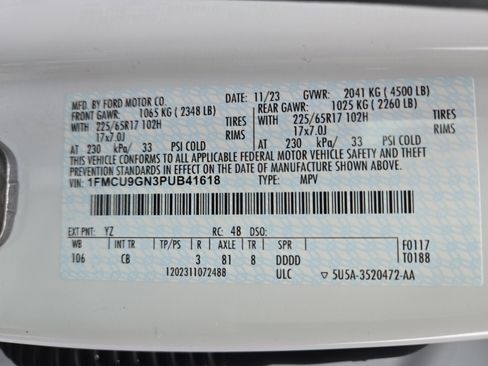 MFD. BY FORD MOTOR CO. DATE: 11/23 GVWR: 2041 KG (4500 LB)
FRONT GAWR: 1065 KG (2348 LB) REAR GAWR: 1025 KG (2260 LB)
WITH 225/65R17 102H TIRES WITH 225/65R17 102H TIRES
17x7.0J RIMS 17x7.0J RIMS
AT 230 kPa/ 33 PSI COLD AT 230 kPa/ 33 PSI COLD
THIS VEHICLE CONFORMS TO ALL APPLICABLE FEDERAL MOTOR VEHICLE SAFETY AND THEFT
PREVENTION STANDARDS IN EFFECT ON THE DATE OF MANUFACTURE SHOWN ABOVE.
VIN: 1FMCU9GN3PUB41618 TYPE: MPV
EXT PNT: YZ RC: 48 DSO: F0117
WB INT TR TP/PS R AXLE TR SPR T0188
106 CB 3 81 8 DDDD
1202311072488 ULC 5U5A-3520472-AA